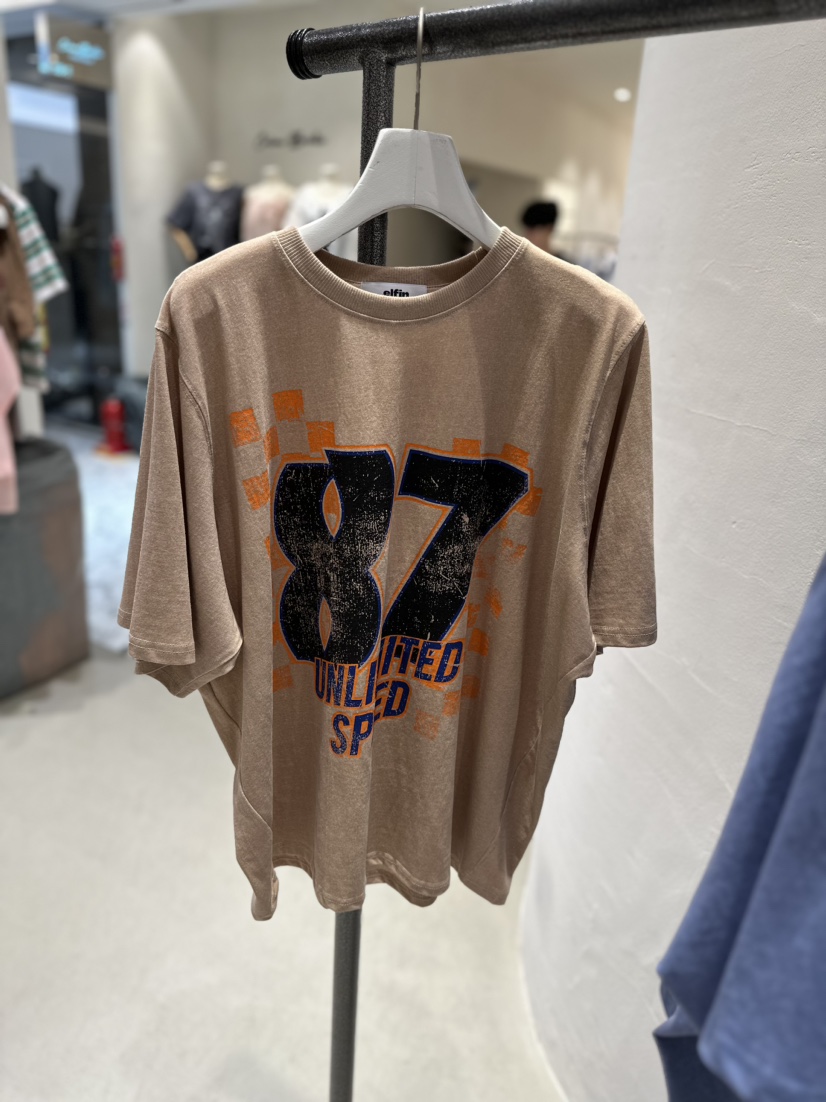 elfin
87
UNLIMITED
SPEED